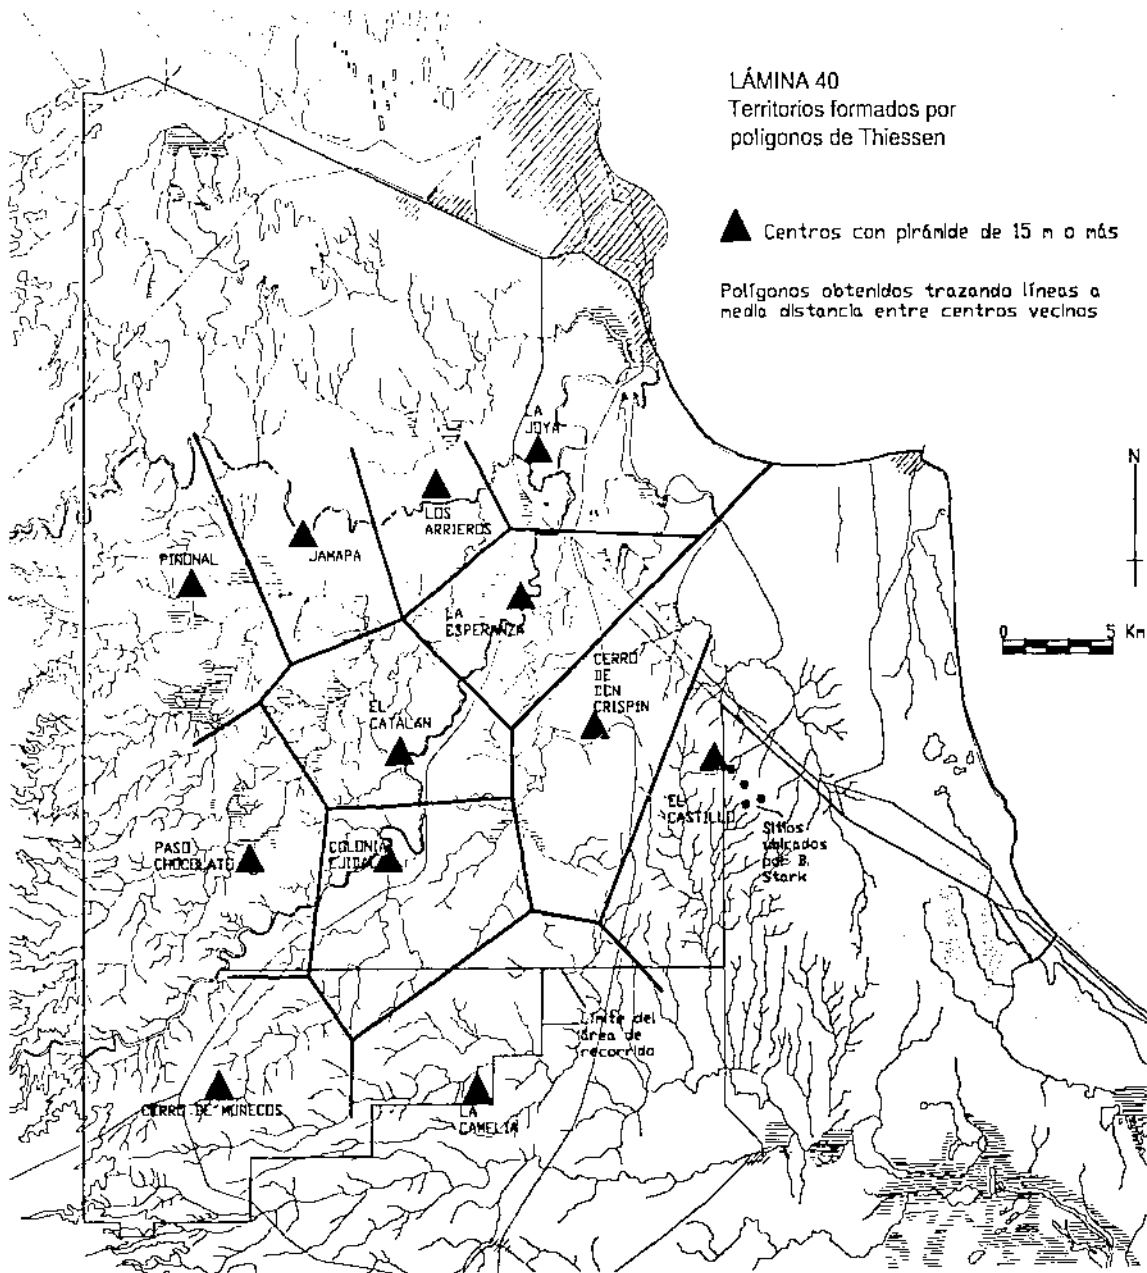 LÁMINA 40
Territorios formados por
polígonos de Thiessen
Centros con pirámide de 15 m o más
Polígonos obtenidos trazando líneas a
media distancia entre centros vecinos
LA
JOYA
N
LOS
ARRIEROS
JAMAPA
PIÑONAL
LA
ESPERANZA
0 5 Km
CERRO
DE
DON
CRISPIN
EL
CATALÁN
EL
CASTILLO
Sitios
ubicados
por B.
Stark
PASO
CHOCOLATO
COLONIA
EJIDAL
Límite del
área de
recorrido
CERRO DE MUÑECOS
LA
CAMELIA